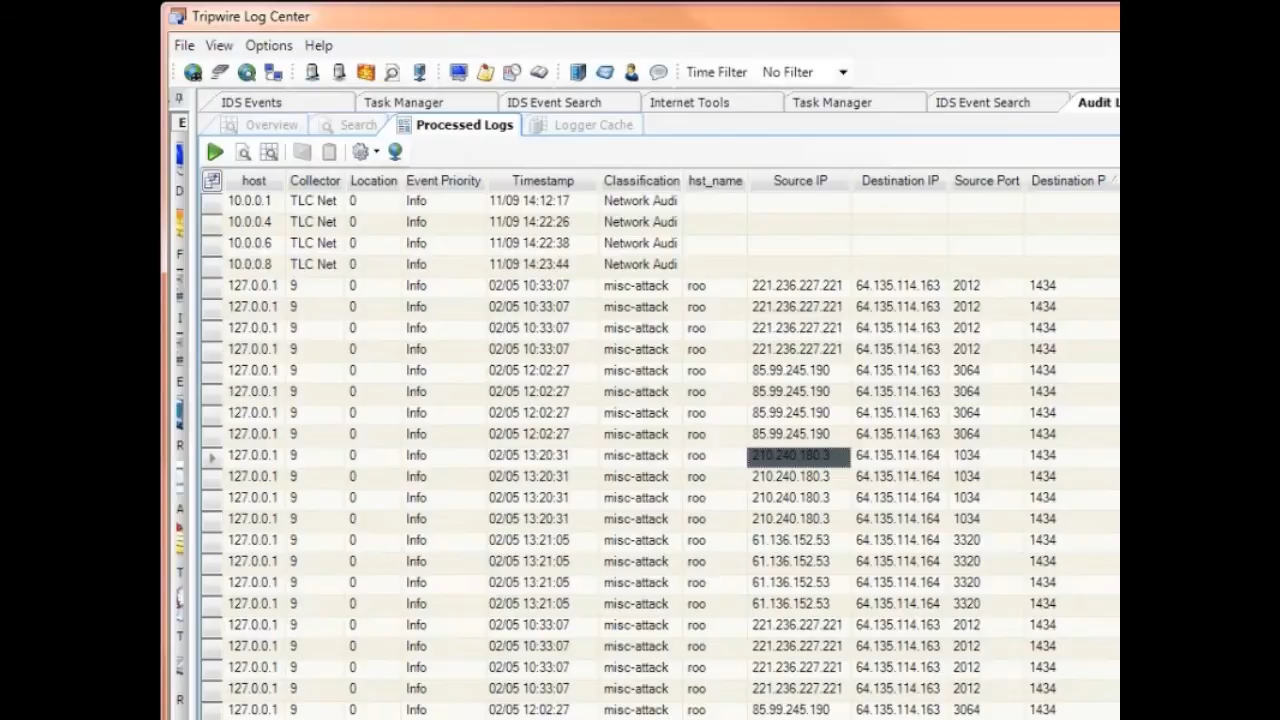 Tripwire Log Center
File View Options Help
Time Filter No Filter
IDS Events Task Manager IDS Event Search Internet Tools Task Manager IDS Event Search Audit L
Overview Search Processed Logs Logger Cache
host Collector Location Event Priority Timestamp Classification hst_name Source IP Destination IP Source Port Destination P
10.0.0.1 TLC Net 0 Info 11/09 14:12:17 Network Audi
10.0.0.4 TLC Net 0 Info 11/09 14:22:26 Network Audi
10.0.0.6 TLC Net 0 Info 11/09 14:22:38 Network Audi
10.0.0.8 TLC Net 0 Info 11/09 14:23:44 Network Audi
127.0.0.1 9 0 Info 02/05 10:33:07 misc-attack roo 221.236.227.221 64.135.114.163 2012 1434
127.0.0.1 9 0 Info 02/05 10:33:07 misc-attack roo 221.236.227.221 64.135.114.163 2012 1434
127.0.0.1 9 0 Info 02/05 10:33:07 misc-attack roo 221.236.227.221 64.135.114.163 2012 1434
127.0.0.1 9 0 Info 02/05 10:33:07 misc-attack roo 221.236.227.221 64.135.114.163 2012 1434
127.0.0.1 9 0 Info 02/05 12:02:27 misc-attack roo 85.99.245.190 64.135.114.163 3064 1434
127.0.0.1 9 0 Info 02/05 12:02:27 misc-attack roo 85.99.245.190 64.135.114.163 3064 1434
127.0.0.1 9 0 Info 02/05 12:02:27 misc-attack roo 85.99.245.190 64.135.114.163 3064 1434
127.0.0.1 9 0 Info 02/05 12:02:27 misc-attack roo 85.99.245.190 64.135.114.163 3064 1434
127.0.0.1 9 0 Info 02/05 13:20:31 misc-attack roo 210.240.180.3 64.135.114.164 1034 1434
127.0.0.1 9 0 Info 02/05 13:20:31 misc-attack roo 210.240.180.3 64.135.114.164 1034 1434
127.0.0.1 9 0 Info 02/05 13:20:31 misc-attack roo 210.240.180.3 64.135.114.164 1034 1434
127.0.0.1 9 0 Info 02/05 13:20:31 misc-attack roo 210.240.180.3 64.135.114.164 1034 1434
127.0.0.1 9 0 Info 02/05 13:21:05 misc-attack roo 61.136.152.53 64.135.114.164 3320 1434
127.0.0.1 9 0 Info 02/05 13:21:05 misc-attack roo 61.136.152.53 64.135.114.164 3320 1434
127.0.0.1 9 0 Info 02/05 13:21:05 misc-attack roo 61.136.152.53 64.135.114.164 3320 1434
127.0.0.1 9 0 Info 02/05 13:21:05 misc-attack roo 61.136.152.53 64.135.114.164 3320 1434
127.0.0.1 9 0 Info 02/05 10:33:07 misc-attack roo 221.236.227.221 64.135.114.163 2012 1434
127.0.0.1 9 0 Info 02/05 10:33:07 misc-attack roo 221.236.227.221 64.135.114.163 2012 1434
127.0.0.1 9 0 Info 02/05 10:33:07 misc-attack roo 221.236.227.221 64.135.114.163 2012 1434
127.0.0.1 9 0 Info 02/05 10:33:07 misc-attack roo 221.236.227.221 64.135.114.163 2012 1434
127.0.0.1 9 0 Info 02/05 12:02:27 misc-attack roo 85.99.245.190 64.135.114.163 3064 1434